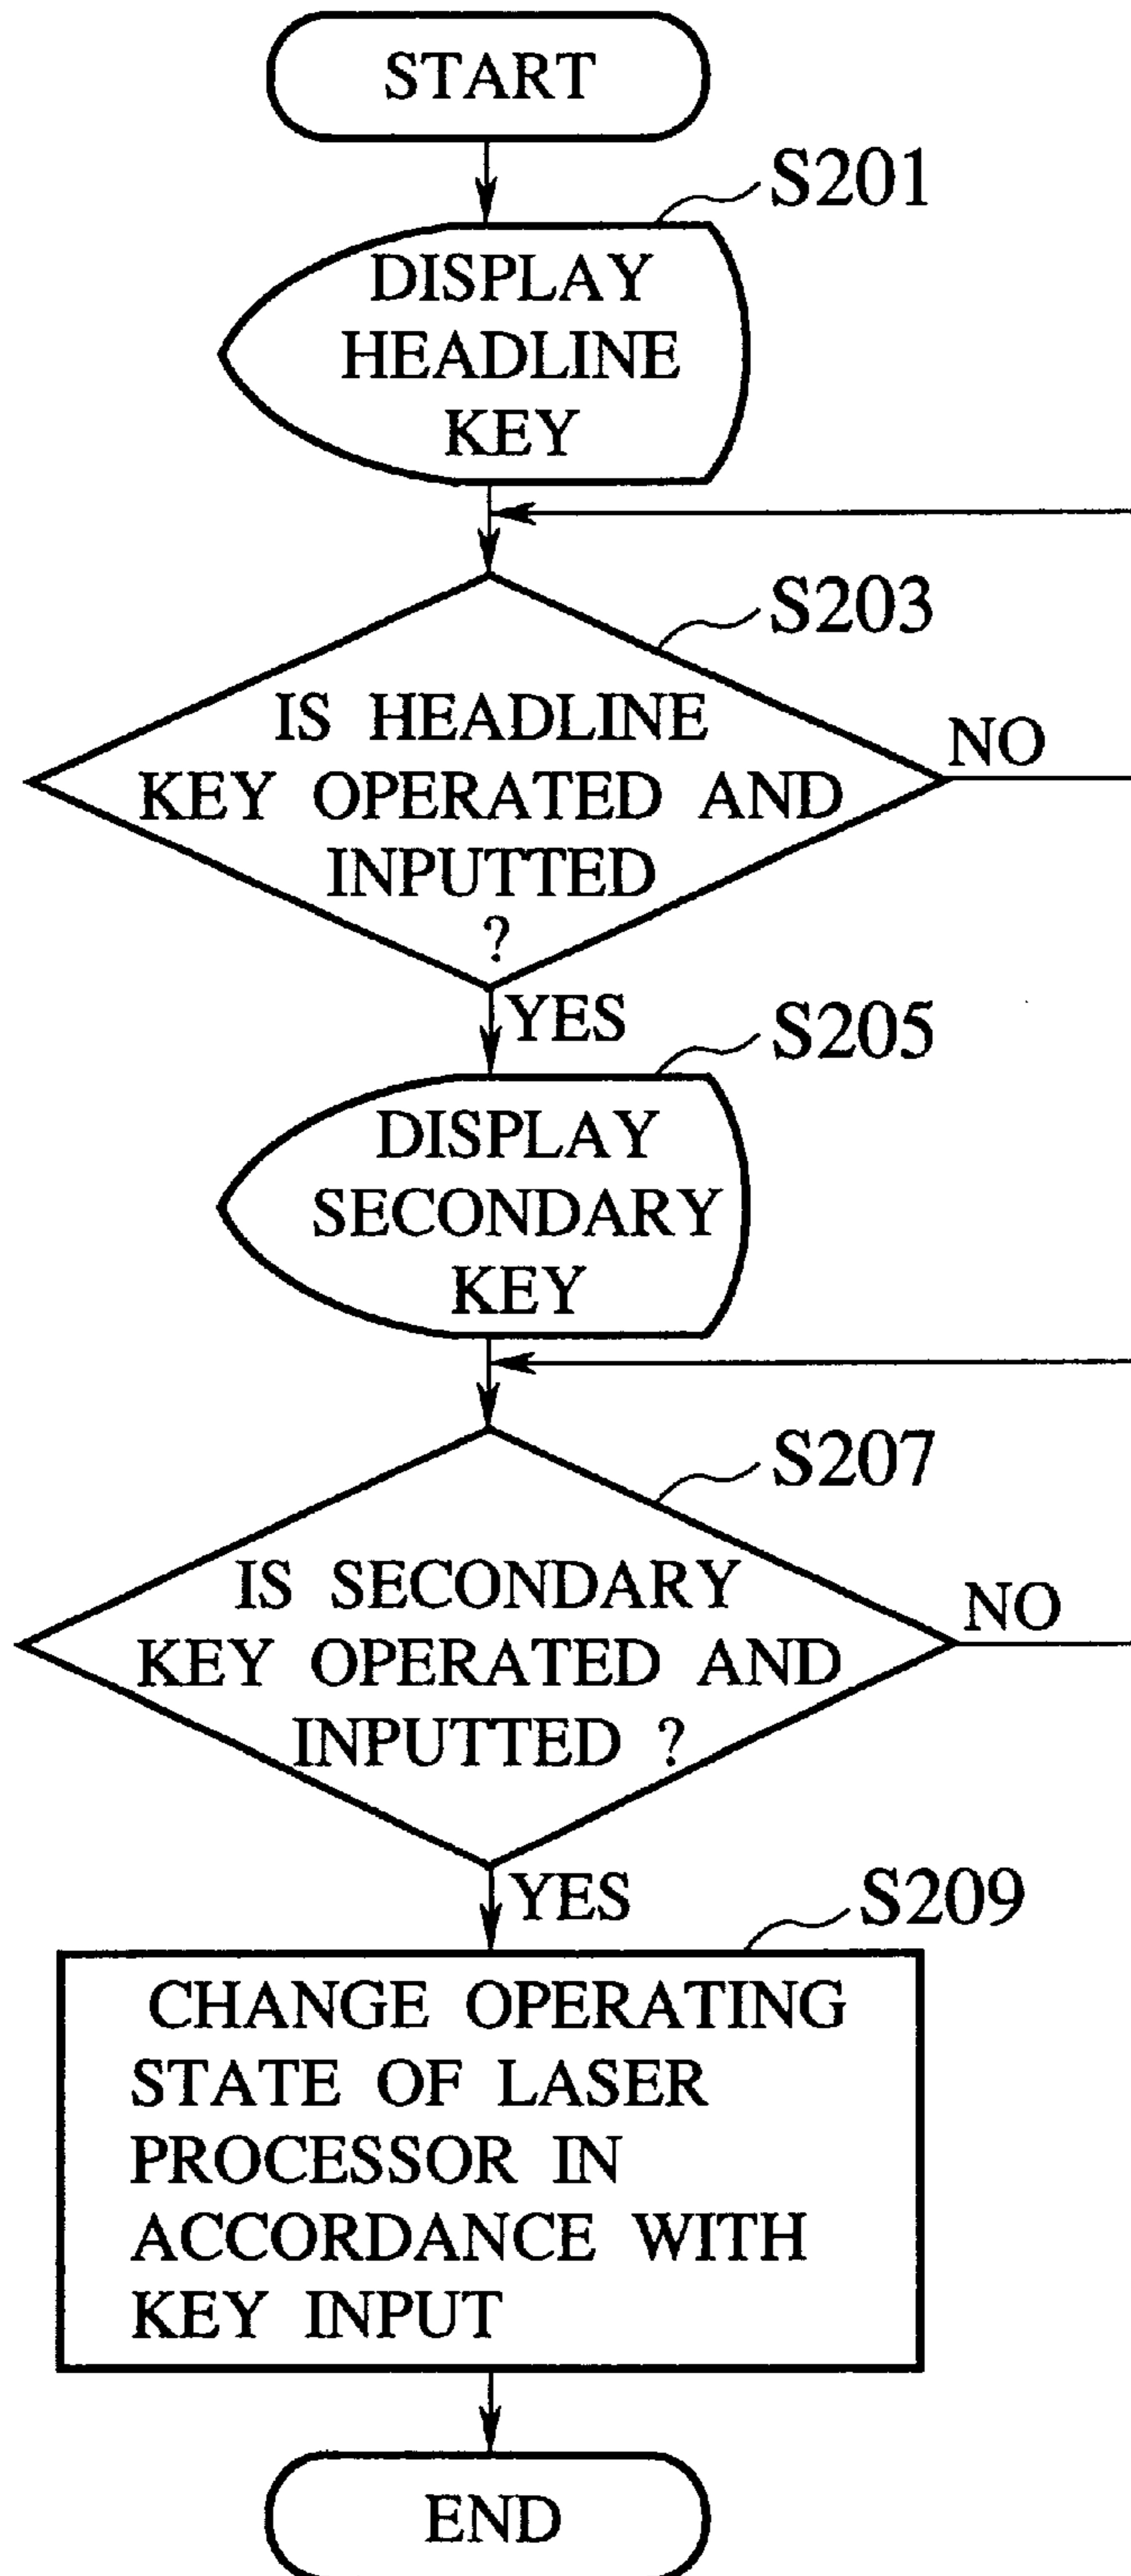 START
S201
DISPLAY
HEADLINE
KEY
S203
IS HEADLINE
KEY OPERATED AND
INPUTTED
?
NO
YES
S205
DISPLAY
SECONDARY
KEY
S207
IS SECONDARY
KEY OPERATED AND
INPUTTED ?
NO
YES
S209
CHANGE OPERATING
STATE OF LASER
PROCESSOR IN
ACCORDANCE WITH
KEY INPUT
END